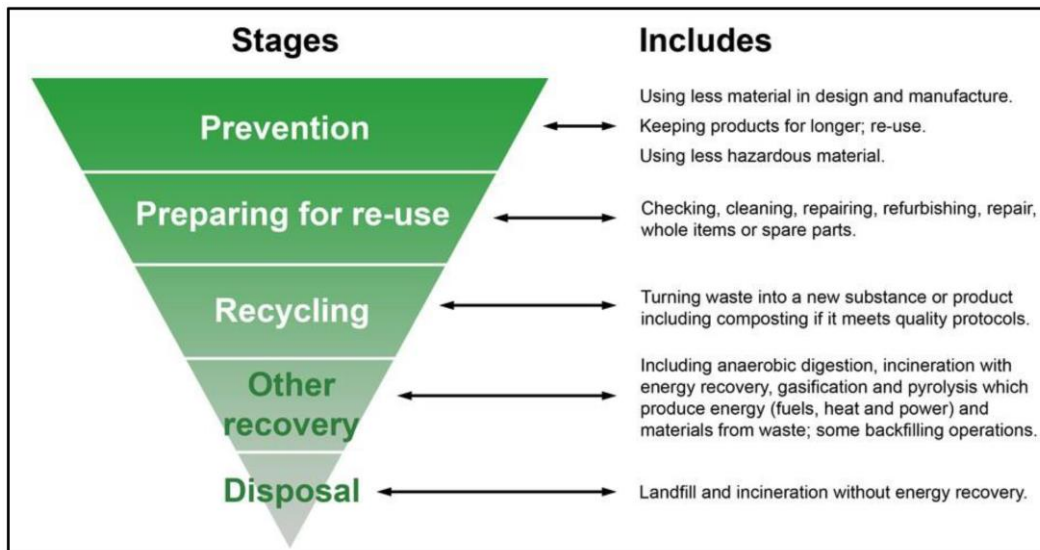 Stages
Includes
Prevention
Using less material in design and manufacture.
Keeping products for longer; re-use.
Using less hazardous material.
Preparing for re-use
Checking, cleaning, repairing, refurbishing, repair,
whole items or spare parts.
Recycling
Turning waste into a new substance or product
including composting if it meets quality protocols.
Other
recovery
Including anaerobic digestion, incineration with
energy recovery, gasification and pyrolysis which
produce energy (fuels, heat and power) and
materials from waste; some backfilling operations.
Disposal
Landfill and incineration without energy recovery.